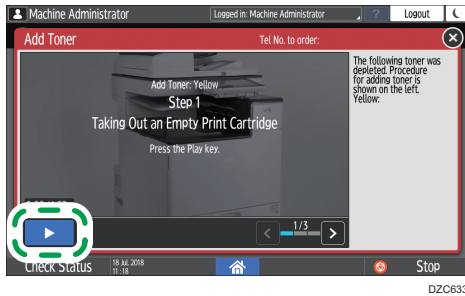 Machine Administrator
Logged in: Machine Administrator
?
Logout
Add Toner
Tel No. to order:
Add Toner: Yellow
Step 1
Taking Out an Empty Print Cartridge
Press the Play key.
The following toner was
depleted. Procedure
for adding toner is
shown on the left.
Yellow:
1/3
Check Status
18 Jul. 2018
11 : 18
Stop
DZC633